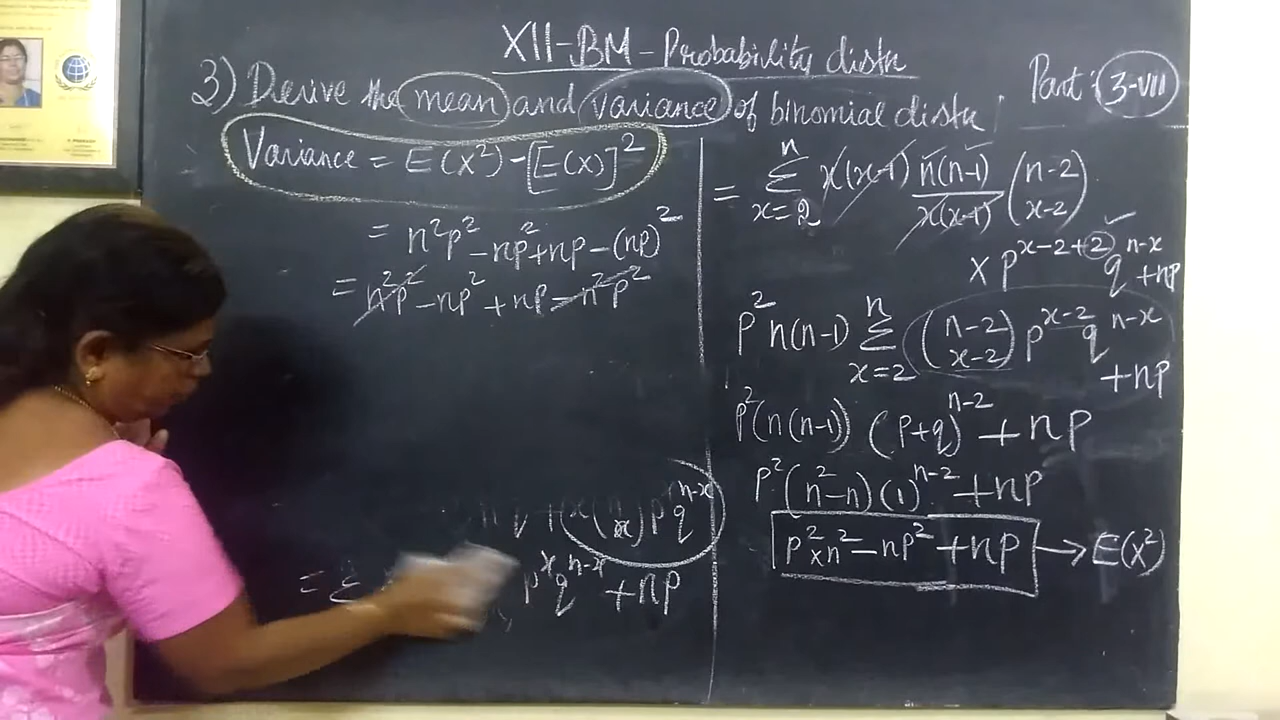 XII-BM-Probability distn
Part: 3-VII
3) Derive the mean and variance of binomial distn
Variance = E(X²) - [E(X)]²
= n²p² - np² + np - (np)²
= n²p² - np² + np - n²p²
x(n x) p q^(n-x)
= Σ p^x q^(n-x) + np
= Σ_(x=2)^n x(x-1) n(n-1)/x(x-1) (n-2 x-2)
× p^(x-2+2) q^(n-x) + np
p² n(n-1) Σ_(x=2)^n (n-2 x-2) p^(x-2) q^(n-x)
+ np
p²(n(n-1)) (p+q)^(n-2) + np
p²(n²-n) (1)^(n-2) + np
p²×n² - np² + np → E(X²)